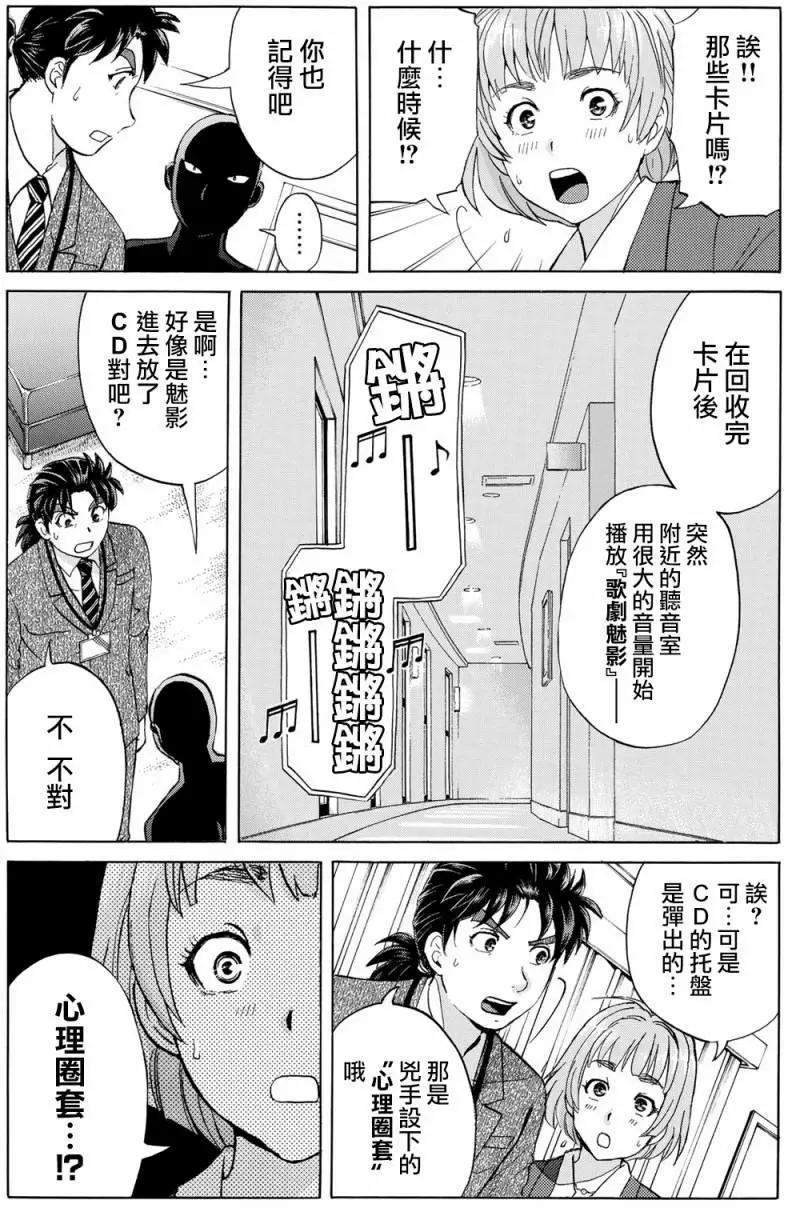 誒!!
那些卡片嗎!?
什…
什麼時候!?
你也
記得吧
……
在回收完
卡片後
突然
附近的聽音室
用很大的音量開始
播放『歌劇魅影』——
鏘—
鏘鏘鏘鏘
鏘—
是啊…
好像是魅影
進去放了
CD對吧？
不 不對
誒？
可…可是
CD的托盤
是彈出的…
那是
兇手設下的
“心理圈套”
哦
心理圈套…!?